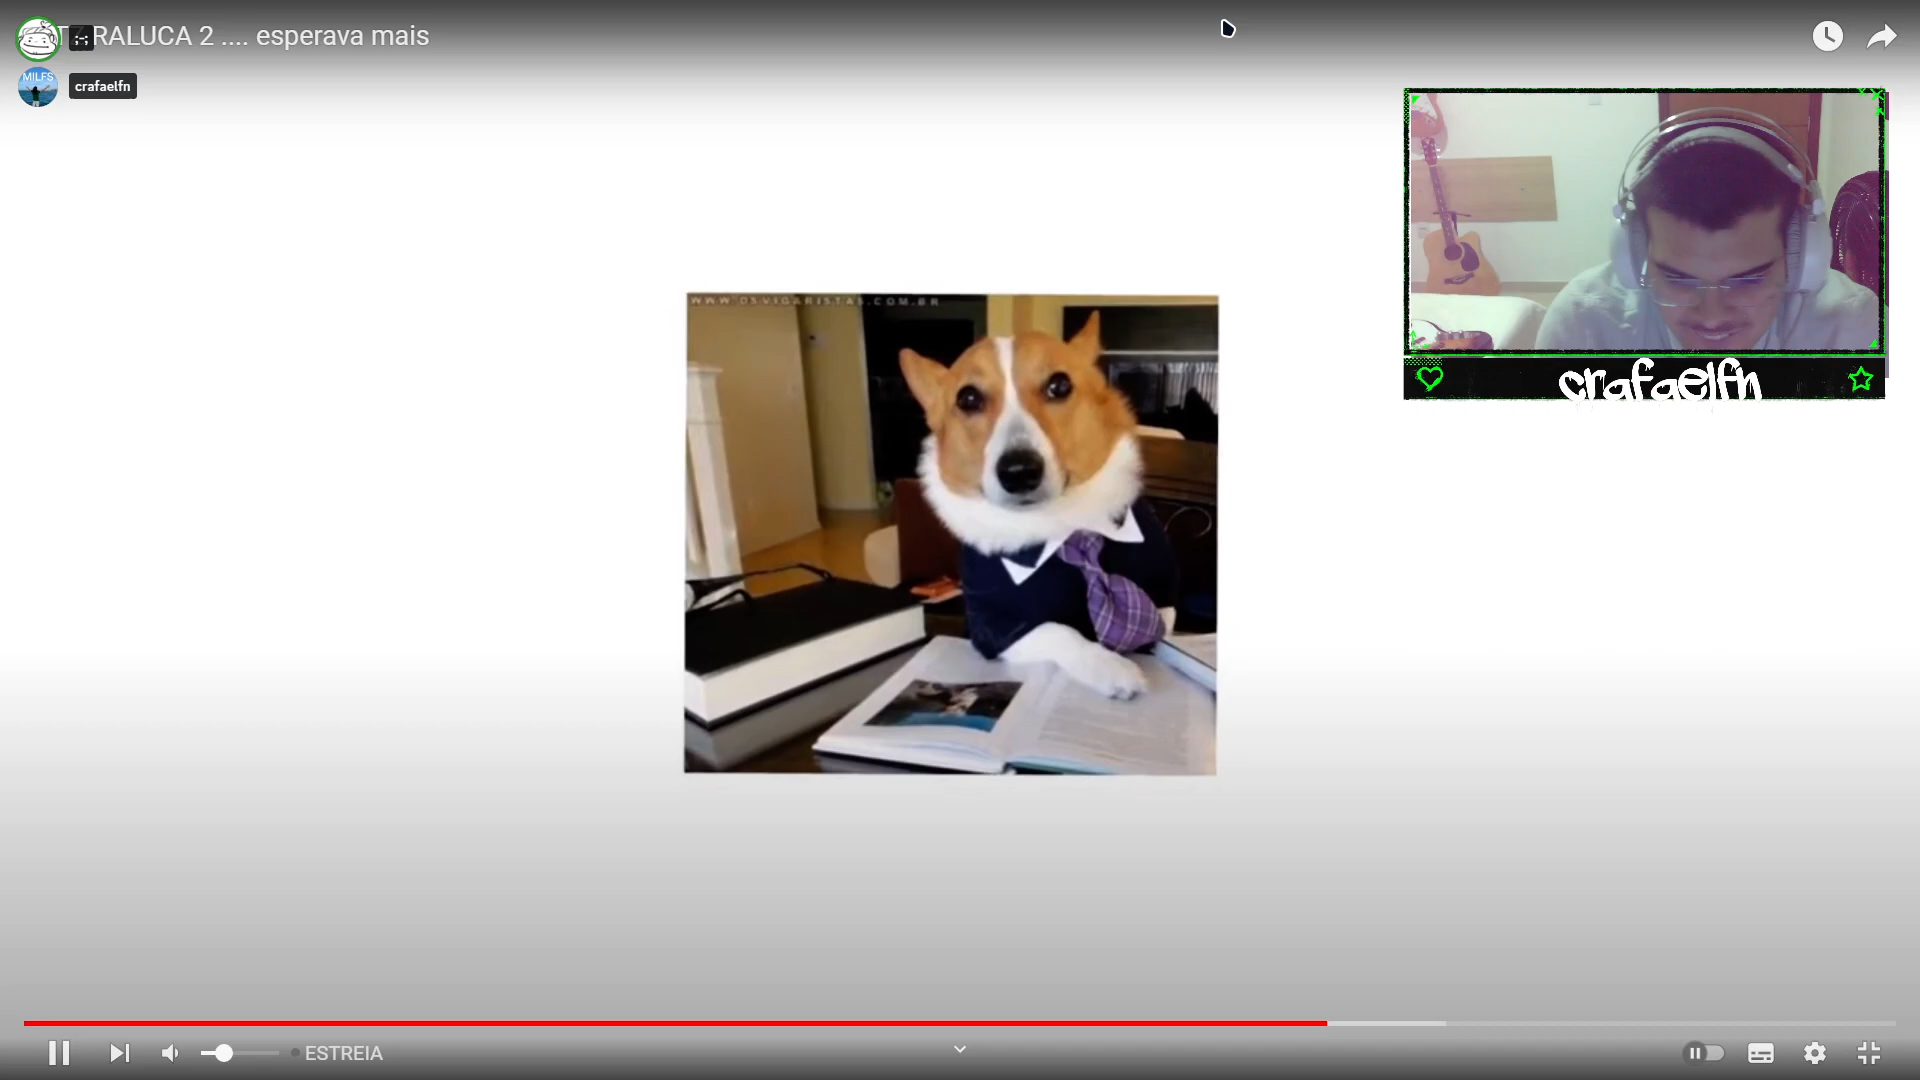 RALUCA 2 .... esperava mais
;-;
MILFS
crafaelfn
WWW.OSVIGARISTAS.COM.BR
crafaelfn
ESTREIA